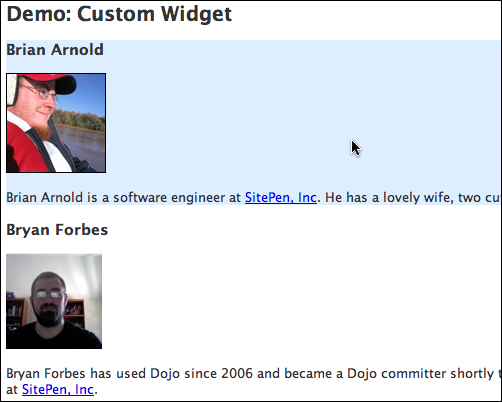 Demo: Custom Widget
Brian Arnold
Brian Arnold is a software engineer at SitePen, Inc. He has a lovely wife, two
Bryan Forbes
Bryan Forbes has used Dojo since 2006 and became a Dojo committer shortly
at SitePen, Inc.